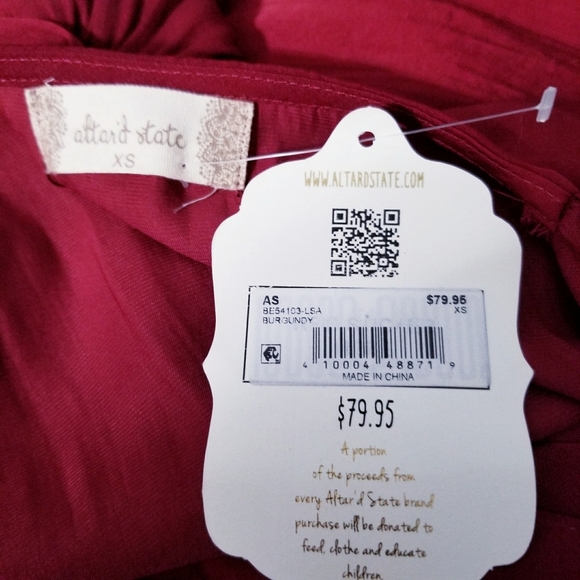 altar'd state
XS
WWW.ALTARDSTATE.COM
AS $79.95
BE54103-LSA XS
BURGUNDY
4 10004 48871 9
MADE IN CHINA
$79.95
A portion
of the proceeds from
every Altar'd State brand
purchase will be donated to
feed, clothe and educate
children